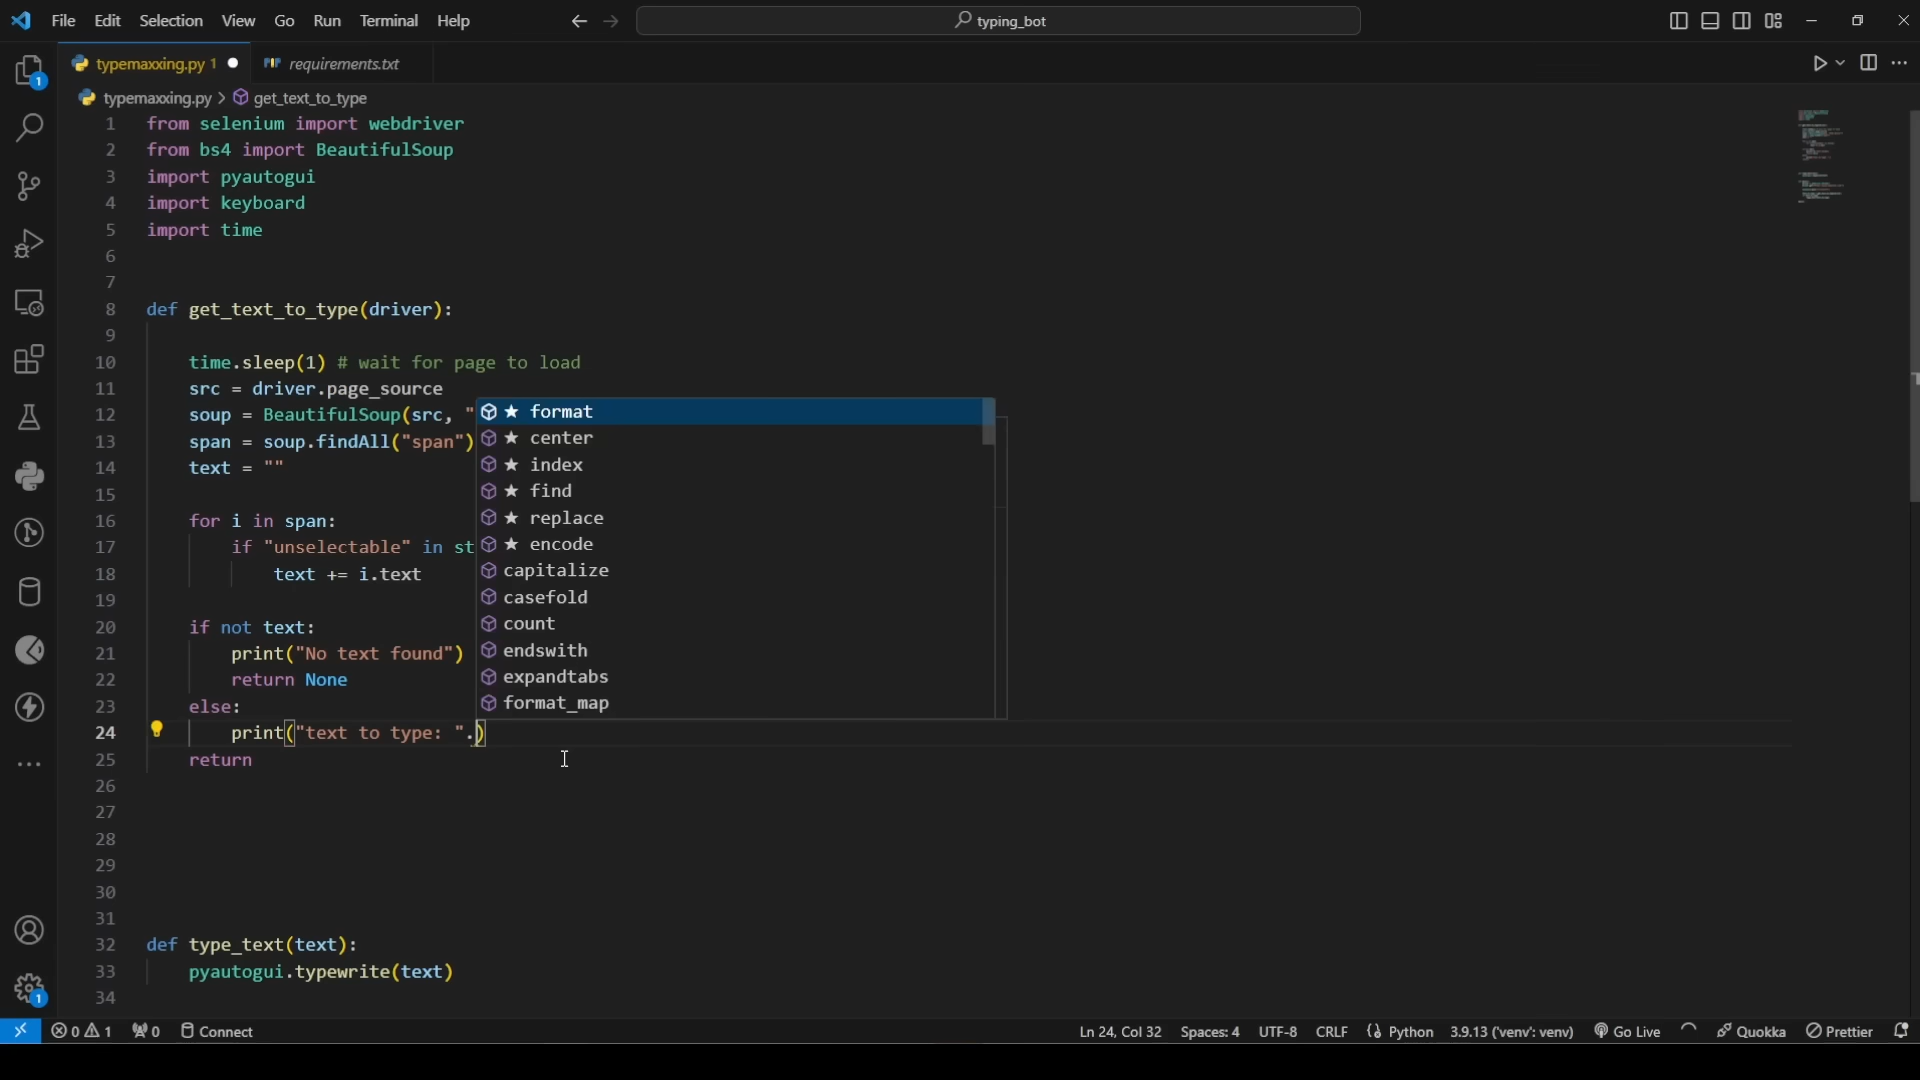 File Edit Selection View Go Run Terminal Help typing_bot
typemaxxing.py 1 requirements.txt
typemaxxing.py > get_text_to_type
1 from selenium import webdriver
2 from bs4 import BeautifulSoup
3 import pyautogui
4 import keyboard
5 import time
6
7
8 def get_text_to_type(driver):
9
10 time.sleep(1) # wait for page to load
11 src = driver.page_source
12 soup = BeautifulSoup(src, "
13 span = soup.findAll("span")
14 text = ""
15
16 for i in span:
17 if "unselectable" in st
18 text += i.text
19
20 if not text:
21 print("No text found")
22 return None
23 else:
24 print("text to type: ".)
25 return
26
27
28
29
30
31
32 def type_text(text):
33 pyautogui.typewrite(text)
34
★ format
★ center
★ index
★ find
★ replace
★ encode
capitalize
casefold
count
endswith
expandtabs
format_map
1
1
0 1 0 Connect Ln 24, Col 32 Spaces: 4 UTF-8 CRLF Python 3.9.13 ('venv': venv) Go Live Quokka Prettier